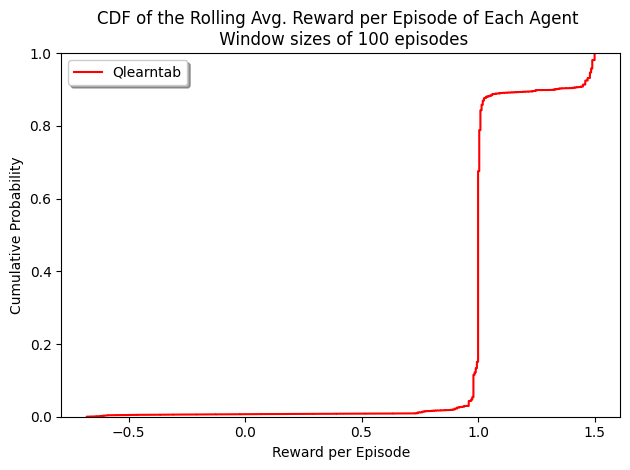 CDF of the Rolling Avg. Reward per Episode of Each Agent
Window sizes of 100 episodes
Qlearntab
1.0
0.8
0.6
0.4
0.2
0.0
Cumulative Probability
−0.5
0.0
0.5
1.0
1.5
Reward per Episode